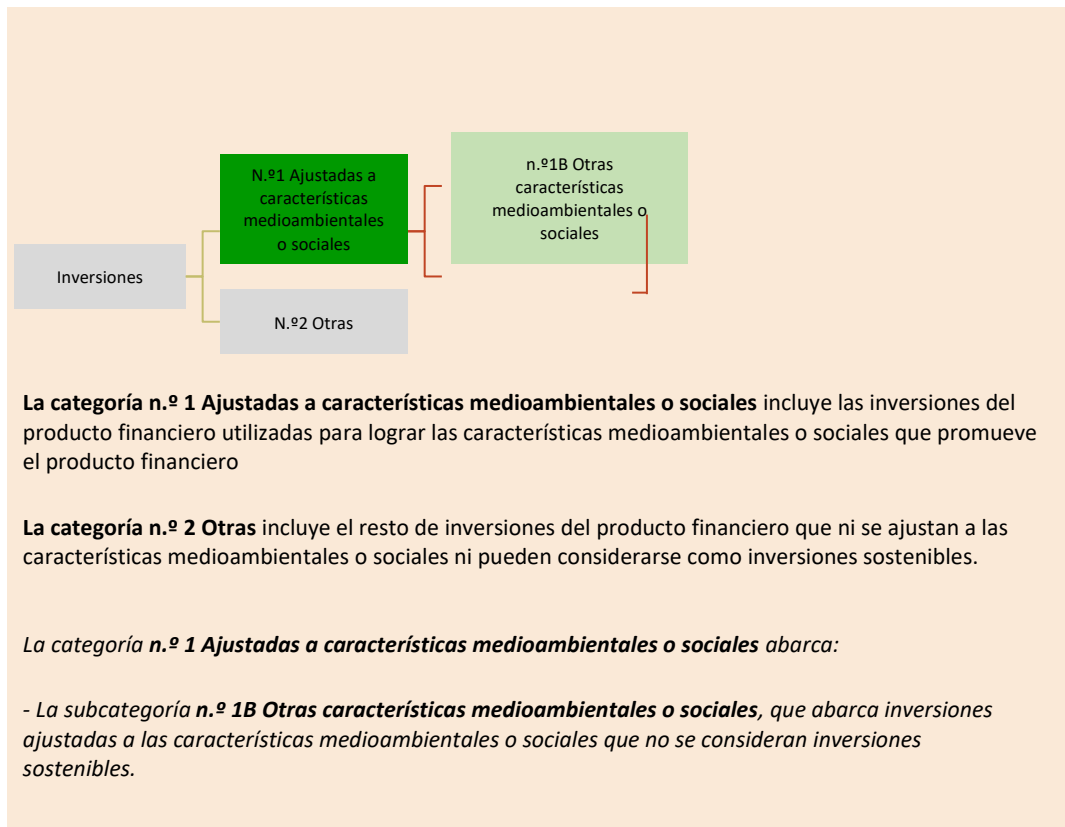 N.º1 Ajustadas a
características
medioambientales
o sociales
n.º1B Otras
características
medioambientales o
sociales
Inversiones
N.º2 Otras
La categoría n.º 1 Ajustadas a características medioambientales o sociales incluye las inversiones del
producto financiero utilizadas para lograr las características medioambientales o sociales que promueve
el producto financiero
La categoría n.º 2 Otras incluye el resto de inversiones del producto financiero que ni se ajustan a las
características medioambientales o sociales ni pueden considerarse como inversiones sostenibles.
La categoría n.º 1 Ajustadas a características medioambientales o sociales abarca:
- La subcategoría n.º 1B Otras características medioambientales o sociales, que abarca inversiones
ajustadas a las características medioambientales o sociales que no se consideran inversiones
sostenibles.